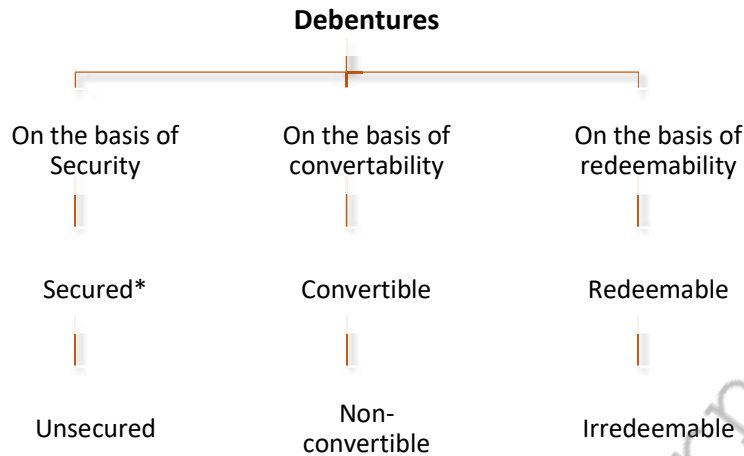 Debentures
On the basis of
Security
On the basis of
convertability
On the basis of
redeemability
Secured*
Convertible
Redeemable
Unsecured
Non-
convertible
Irredeemable